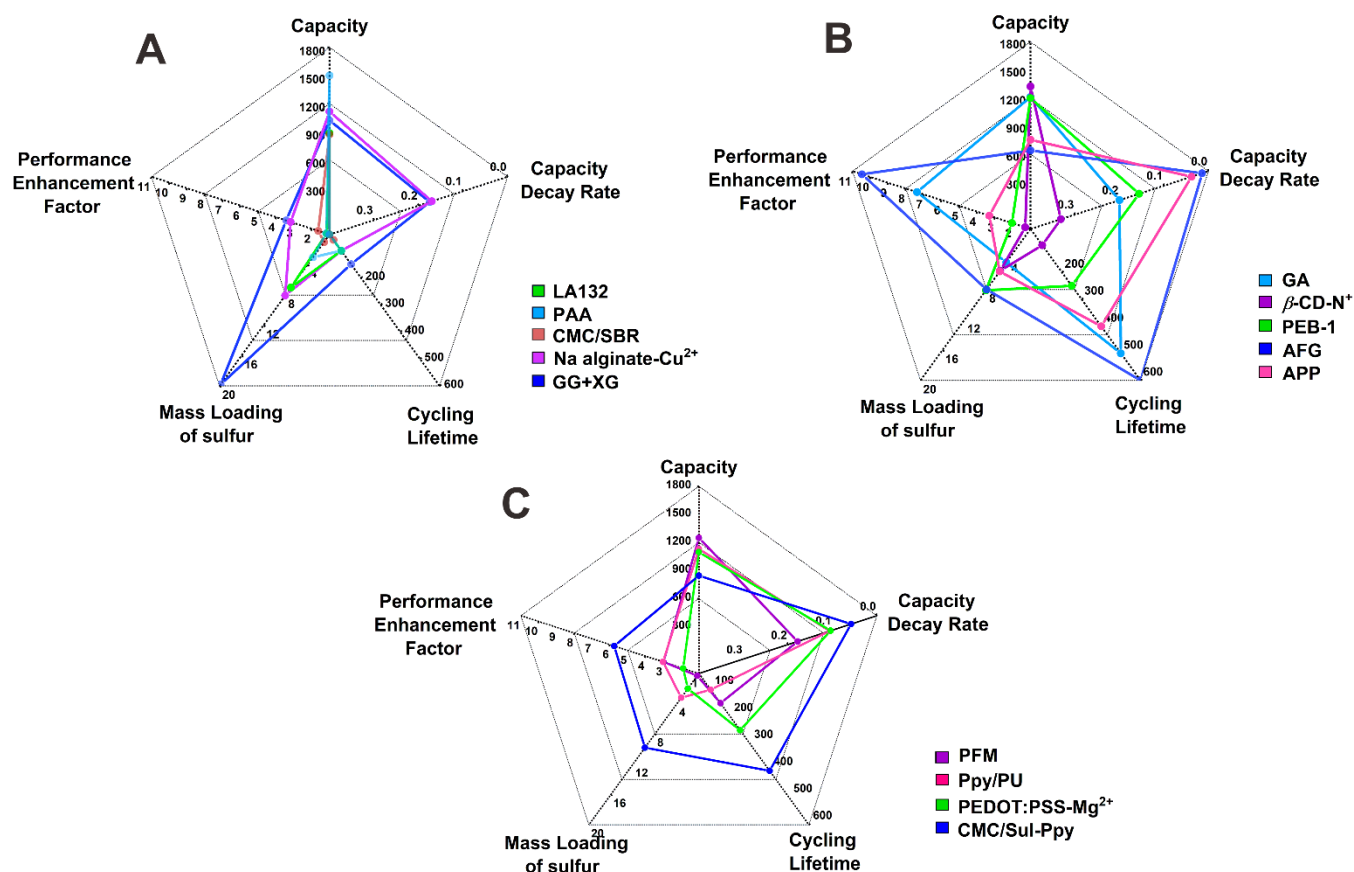 A
Capacity
1800
1500
1200
900
600
300
Performance
Enhancement
Factor
11 10 9 8 7 6 5 4 3 2
0.0
0.1
0.2
0.3
Capacity
Decay Rate
200
300
400
500
600
Cycling
Lifetime
4
8
12
16
20
Mass Loading
of sulfur
LA132
PAA
CMC/SBR
Na alginate-Cu2+
GG+XG
B
Capacity
1800
1500
1200
900
600
300
Performance
Enhancement
Factor
11 10 9 8 7 6 5 4 3 2
0.0
0.1
0.2
0.3
Capacity
Decay Rate
200
300
400
500
600
Cycling
Lifetime
4
8
12
16
20
Mass Loading
of sulfur
GA
β-CD-N+
PEB-1
AFG
APP
C
Capacity
1800
1500
1200
900
600
300
Performance
Enhancement
Factor
11 10 9 8 7 6 5 4 3
1
0.0
0.1
0.2
0.3
Capacity
Decay Rate
100
200
300
400
500
600
Cycling
Lifetime
4
8
12
16
20
Mass Loading
of sulfur
PFM
Ppy/PU
PEDOT:PSS-Mg2+
CMC/Sul-Ppy